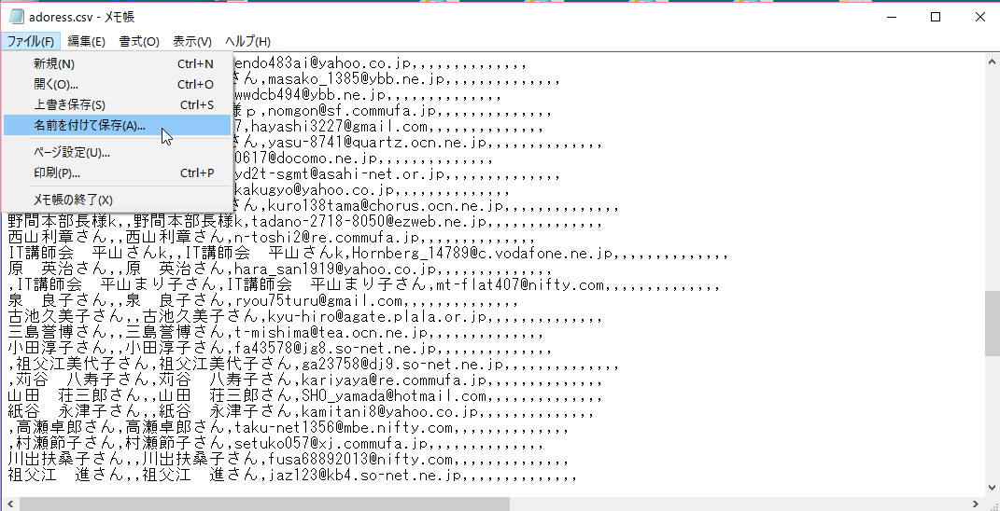 adoress.csv - メモ帳
ファイル(F) 編集(E) 書式(O) 表示(V) ヘルプ(H)
新規(N) Ctrl+N
開く(O)... Ctrl+O
上書き保存(S) Ctrl+S
名前を付けて保存(A)...
ページ設定(U)...
印刷(P)... Ctrl+P
メモ帳の終了(X)
endo483ai@yahoo.co.jp,,,,,,,,,,,,,,
さん,masako_1385@ybb.ne.jp,,,,,,,,,,,,,,
wwdcb494@ybb.ne.jp,,,,,,,,,,,,,,
様ｐ,nomgon@sf.commufa.jp,,,,,,,,,,,,,,
7,hayashi3227@gmail.com,,,,,,,,,,,,,,
さん,yasu-8741@quartz.ocn.ne.jp,,,,,,,,,,,,,,
0617@docomo.ne.jp,,,,,,,,,,,,,,
yd2t-sgmt@asahi-net.or.jp,,,,,,,,,,,,,,
kakugyo@yahoo.co.jp,,,,,,,,,,,,,,
さん,kuro138tama@chorus.ocn.ne.jp,,,,,,,,,,,,,,
野間本部長様k,,野間本部長様k,tadano-2718-8050@ezweb.ne.jp,,,,,,,,,,,,,,
西山利章さん,,西山利章さん,n-toshi2@re.commufa.jp,,,,,,,,,,,,,,
IT講師会　平山さんk,,IT講師会　平山さんk,Hornberg_14789@c.vodafone.ne.jp,,,,,,,,,,,,,,
原　英治さん,,原　英治さん,hara_san1919@yahoo.co.jp,,,,,,,,,,,,,,
,IT講師会　平山まり子さん,IT講師会　平山まり子さん,mt-flat407@nifty.com,,,,,,,,,,,,,,
泉　良子さん,,泉　良子さん,ryou75turu@gmail.com,,,,,,,,,,,,,,
古池久美子さん,,古池久美子さん,kyu-hiro@agate.plala.or.jp,,,,,,,,,,,,,,
三島誉博さん,,三島誉博さん,t-mishima@tea.ocn.ne.jp,,,,,,,,,,,,,,
小田淳子さん,,小田淳子さん,fa43578@jg8.so-net.ne.jp,,,,,,,,,,,,,,
,祖父江美代子さん,祖父江美代子さん,ga23758@dj9.so-net.ne.jp,,,,,,,,,,,,,,
,苅谷　八寿子さん,苅谷　八寿子さん,kariyaya@re.commufa.jp,,,,,,,,,,,,,,
山田　荘三郎さん,,山田　荘三郎さん,SHO_yamada@hotmail.com,,,,,,,,,,,,,,
紙谷　永津子さん,,紙谷　永津子さん,kamitani8@yahoo.co.jp,,,,,,,,,,,,,,
,高瀬卓郎さん,高瀬卓郎さん,taku-net1356@mbe.nifty.com,,,,,,,,,,,,,,
,村瀬節子さん,村瀬節子さん,setuko057@xj.commufa.jp,,,,,,,,,,,,,,
川出扶桑子さん,,川出扶桑子さん,fusa68892013@nifty.com,,,,,,,,,,,,,,
祖父江　進さん,,祖父江　進さん,jaz123@kb4.so-net.ne.jp,,,,,,,,,,,,,,